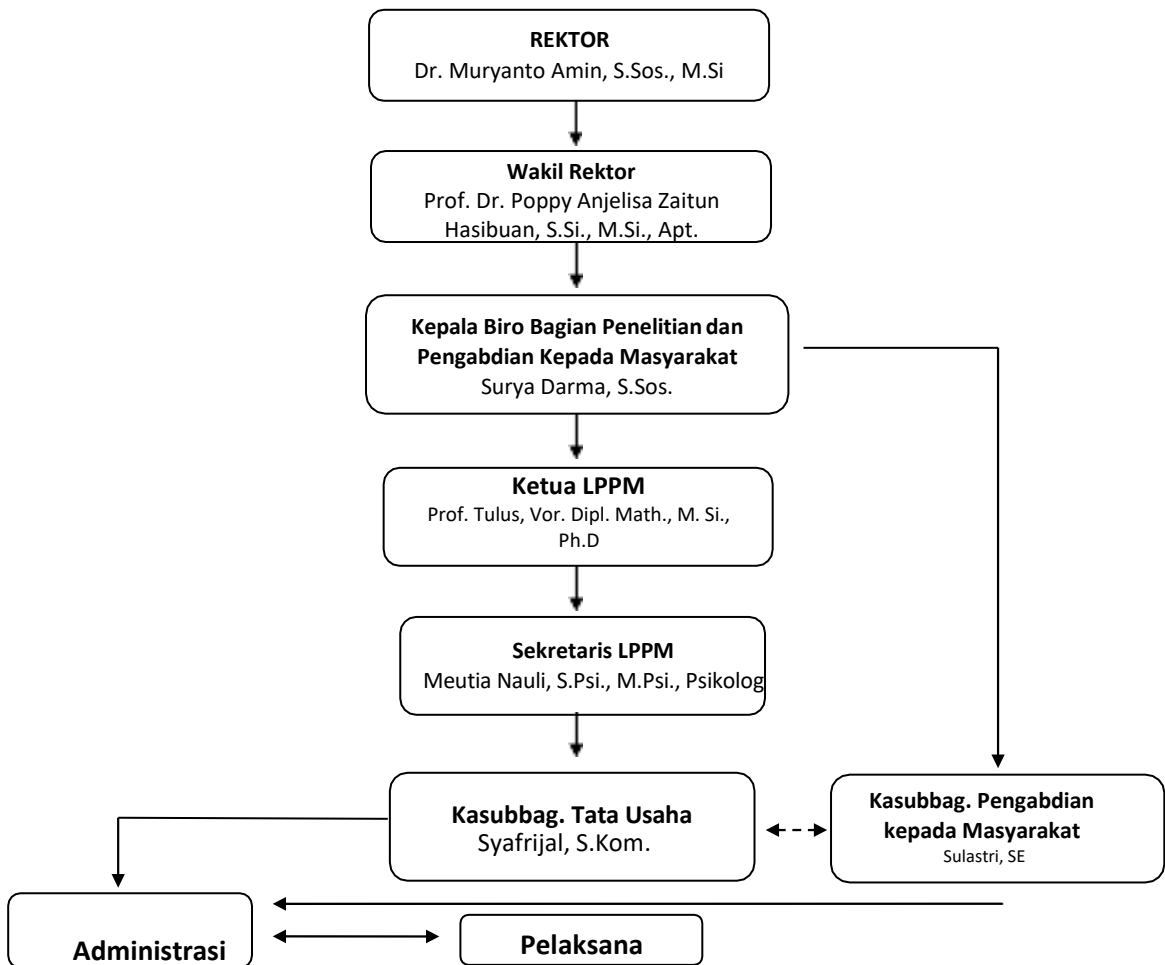 REKTOR
Dr. Muryanto Amin, S.Sos., M.Si
Wakil Rektor
Prof. Dr. Poppy Anjelisa Zaitun
Hasibuan, S.Si., M.Si., Apt.
Kepala Biro Bagian Penelitian dan
Pengabdian Kepada Masyarakat
Surya Darma, S.Sos.
Ketua LPPM
Prof. Tulus, Vor. Dipl. Math., M. Si.,
Ph.D
Sekretaris LPPM
Meutia Nauli, S.Psi., M.Psi., Psikolog
Kasubbag. Tata Usaha
Syafrijal, S.Kom.
Kasubbag. Pengabdian
kepada Masyarakat
Sulastri, SE
Administrasi
Pelaksana